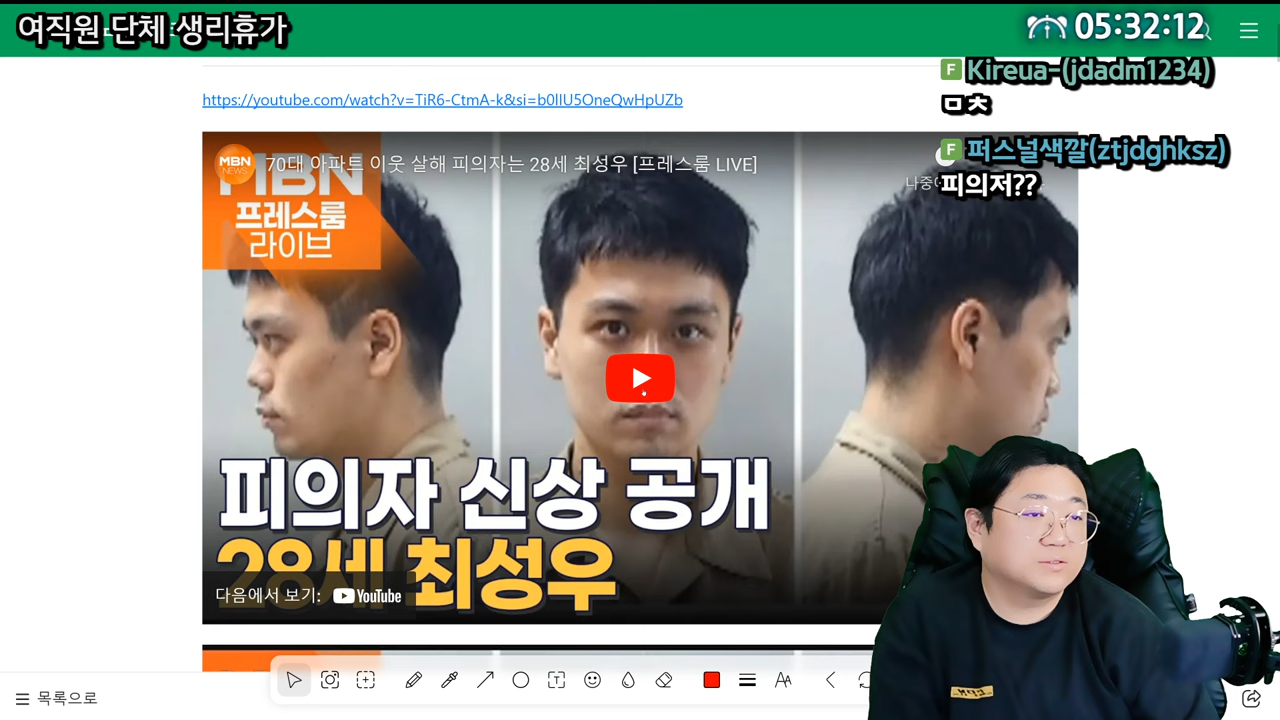 여직원 단체 생리휴가
05:32:12
F Kireua-(jdadm1234)
ㅁㅊ
F 퍼스널색깔(ztjdghksz)
피의저??
https://youtube.com/watch?v=TiR6-CtmA-k&si=b0llU5OneQwHpUZb
MBN NEWS
70대 아파트 이웃 살해 피의자는 28세 최성우 [프레스룸 LIVE]
MBN
프레스룸
라이브
피의자 신상 공개
28세 최성우
다음에서 보기: YouTube
T
AA
목록으로